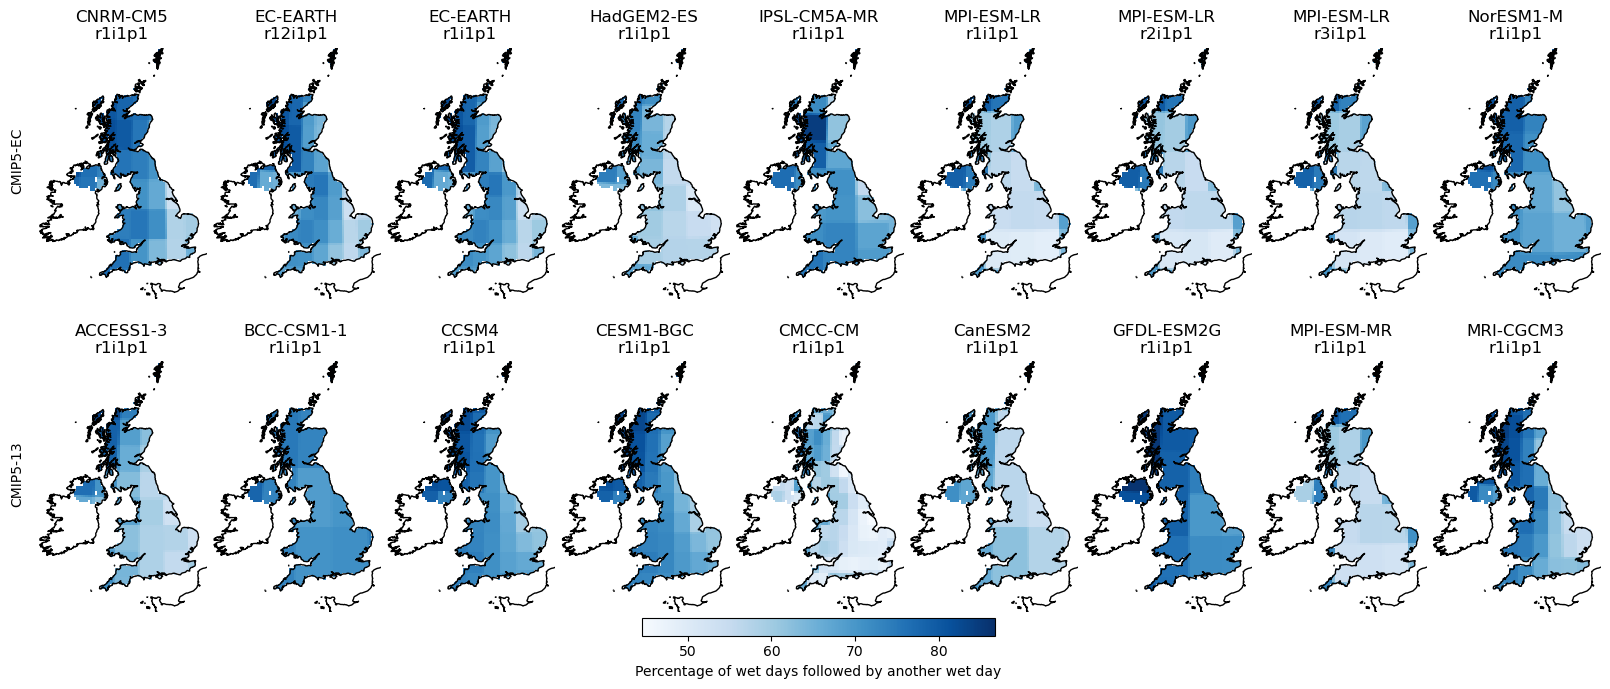 CNRM-CM5 EC-EARTH EC-EARTH HadGEM2-ES IPSL-CM5A-MR MPI-ESM-LR MPI-ESM-LR MPI-ESM-LR NorESM1-M
r1i1p1 r12i1p1 r1i1p1 r1i1p1 r1i1p1 r1i1p1 r2i1p1 r3i1p1 r1i1p1
CMIP5-EC
ACCESS1-3 BCC-CSM1-1 CCSM4 CESM1-BGC CMCC-CM CanESM2 GFDL-ESM2G MPI-ESM-MR MRI-CGCM3
r1i1p1 r1i1p1 r1i1p1 r1i1p1 r1i1p1 r1i1p1 r1i1p1 r1i1p1 r1i1p1
CMIP5-13
50 60 70 80
Percentage of wet days followed by another wet day